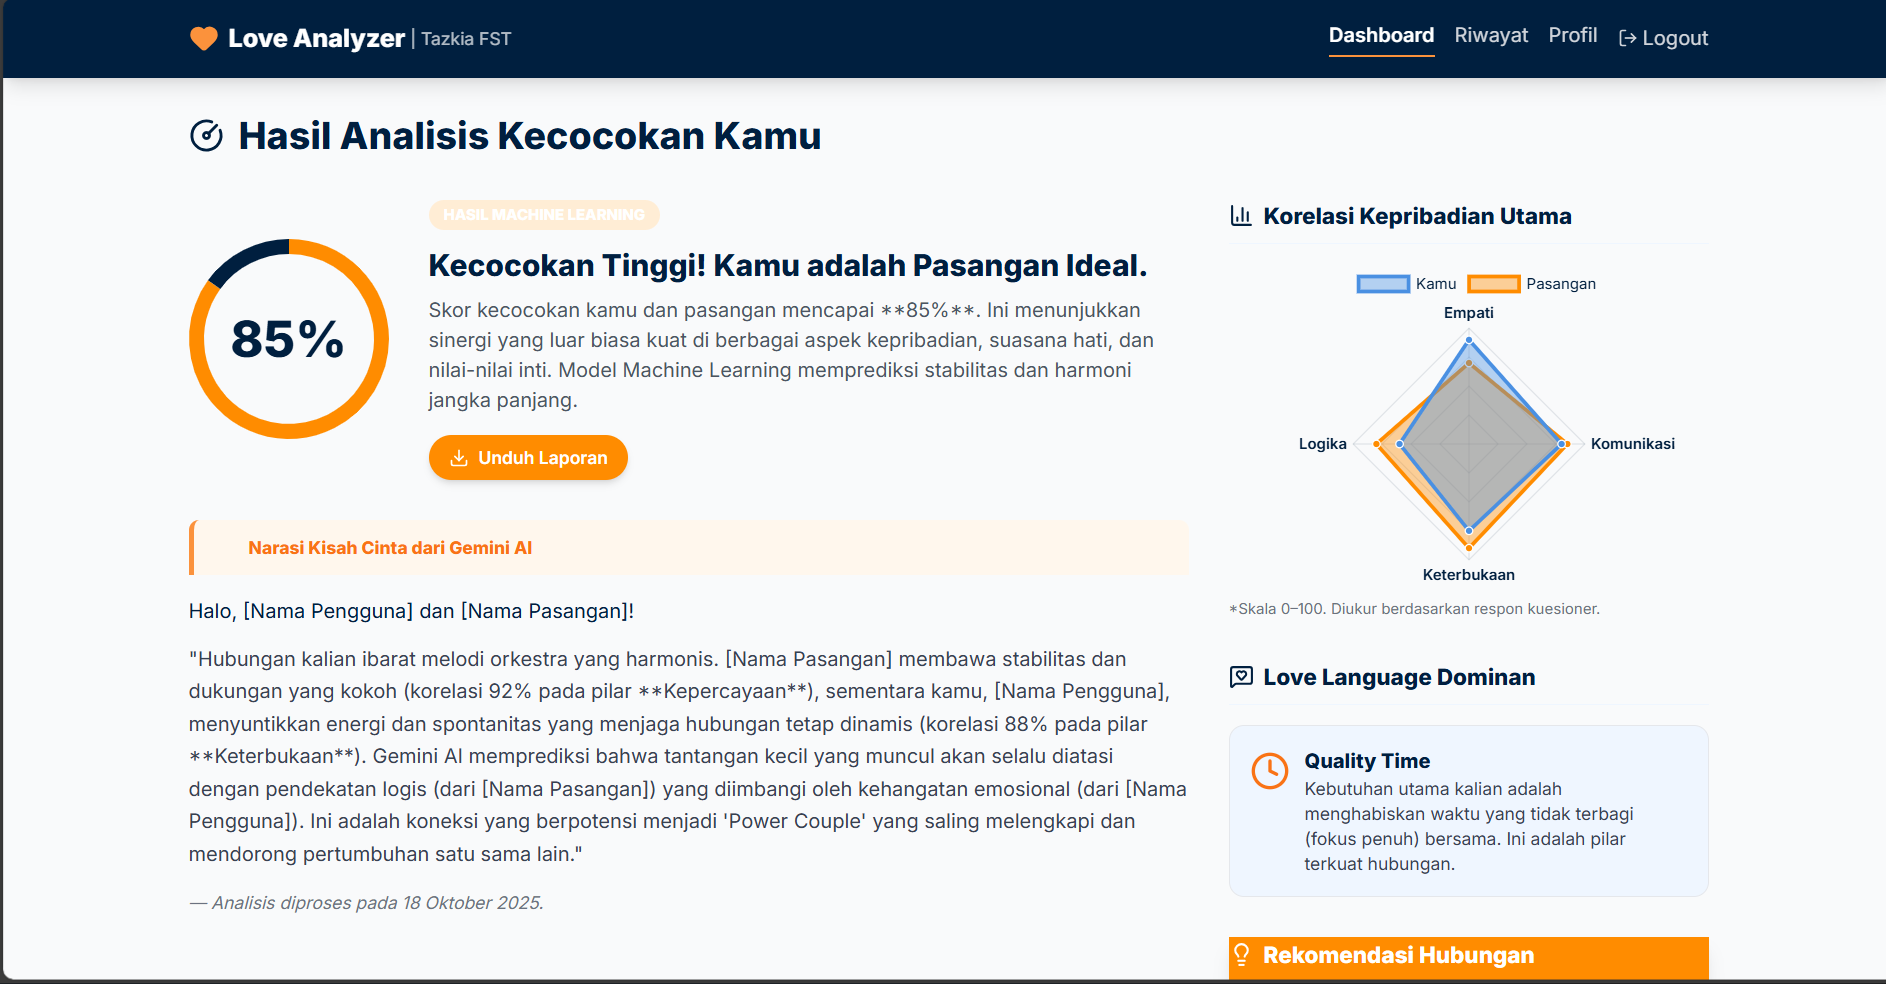 Love Analyzer | Tazkia FST
Dashboard Riwayat Profil Logout
Hasil Analisis Kecocokan Kamu
85%
HASIL MACHINE LEARNING
Kecocokan Tinggi! Kamu adalah Pasangan Ideal.
Skor kecocokan kamu dan pasangan mencapai **85%**. Ini menunjukkan
sinergi yang luar biasa kuat di berbagai aspek kepribadian, suasana hati, dan
nilai-nilai inti. Model Machine Learning memprediksi stabilitas dan harmoni
jangka panjang.
Unduh Laporan
Narasi Kisah Cinta dari Gemini AI
Halo, [Nama Pengguna] dan [Nama Pasangan]!
"Hubungan kalian ibarat melodi orkestra yang harmonis. [Nama Pasangan] membawa stabilitas dan
dukungan yang kokoh (korelasi 92% pada pilar **Kepercayaan**), sementara kamu, [Nama Pengguna],
menyuntikkan energi dan spontanitas yang menjaga hubungan tetap dinamis (korelasi 88% pada pilar
**Keterbukaan**). Gemini AI memprediksi bahwa tantangan kecil yang muncul akan selalu diatasi
dengan pendekatan logis (dari [Nama Pasangan]) yang diimbangi oleh kehangatan emosional (dari [Nama
Pengguna]). Ini adalah koneksi yang berpotensi menjadi 'Power Couple' yang saling melengkapi dan
mendorong pertumbuhan satu sama lain."
— Analisis diproses pada 18 Oktober 2025.
Korelasi Kepribadian Utama
Kamu Pasangan
Empati
Logika
Komunikasi
Keterbukaan
*Skala 0–100. Diukur berdasarkan respon kuesioner.
Love Language Dominan
Quality Time
Kebutuhan utama kalian adalah
menghabiskan waktu yang tidak terbagi
(fokus penuh) bersama. Ini adalah pilar
terkuat hubungan.
Rekomendasi Hubungan